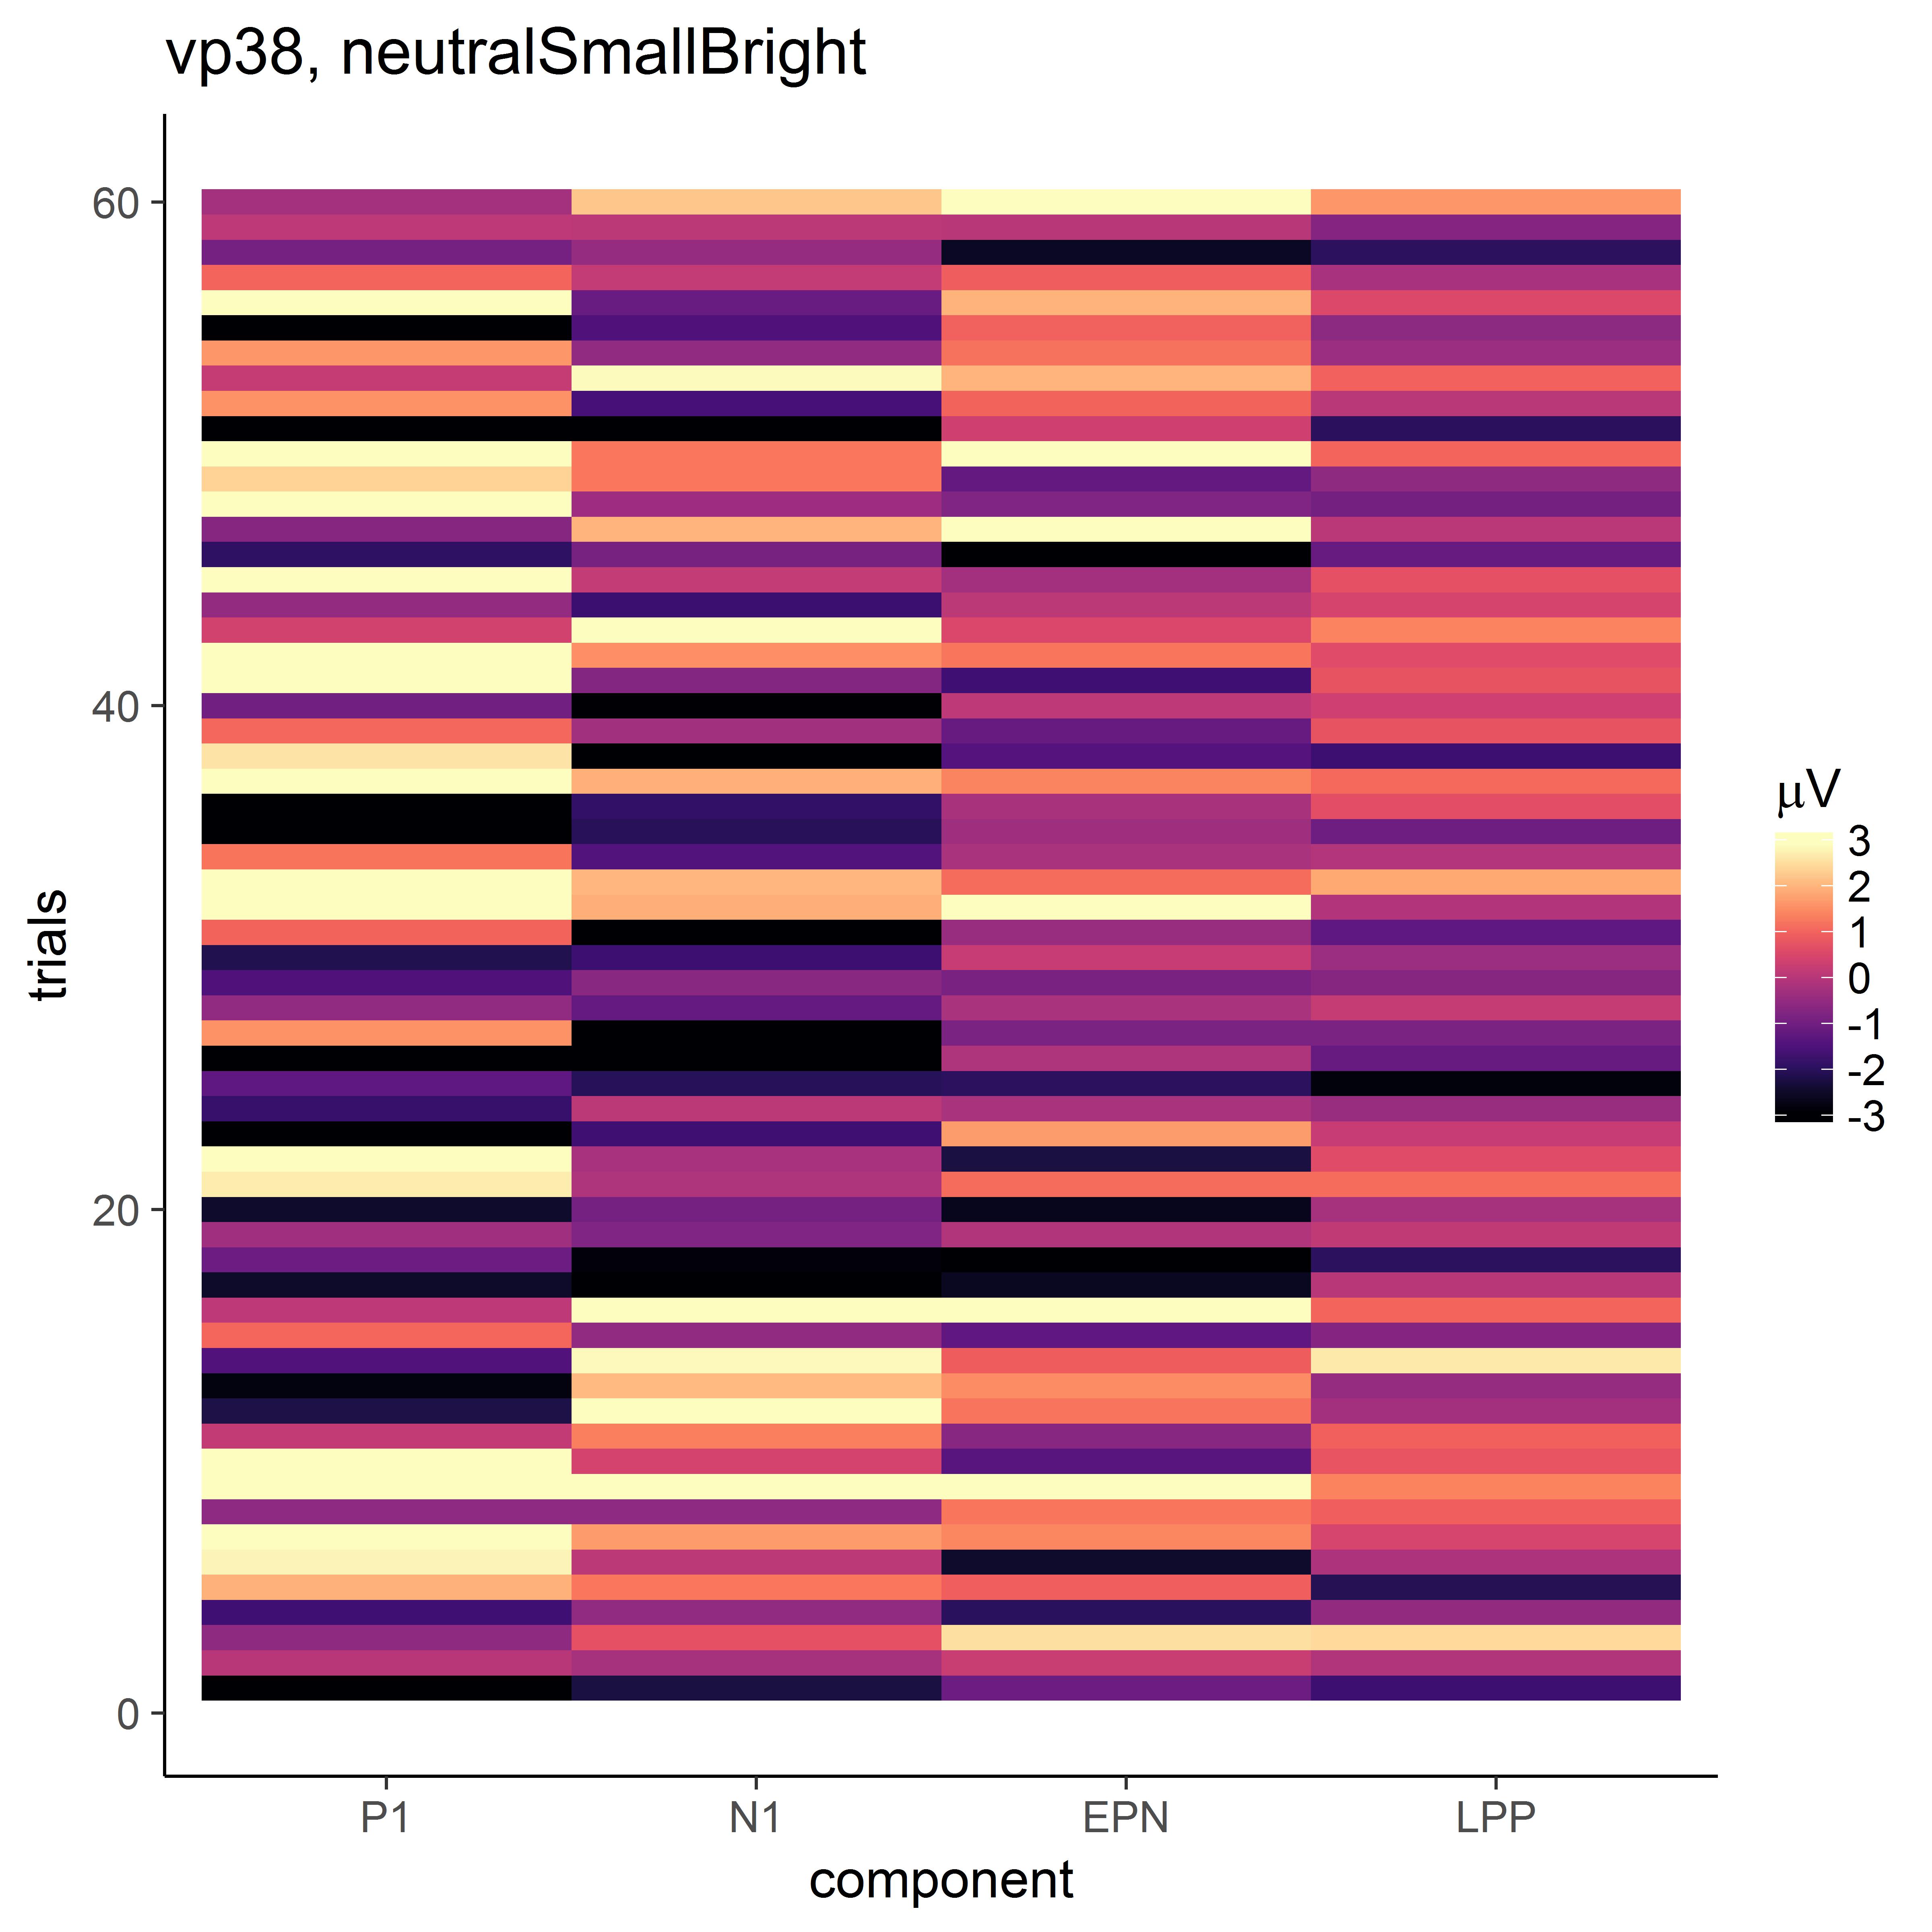 vp38, neutralSmallBright
60
40
20
0
trials
P1 N1 EPN LPP
component
μV
3
2
1
0
-1
-2
-3